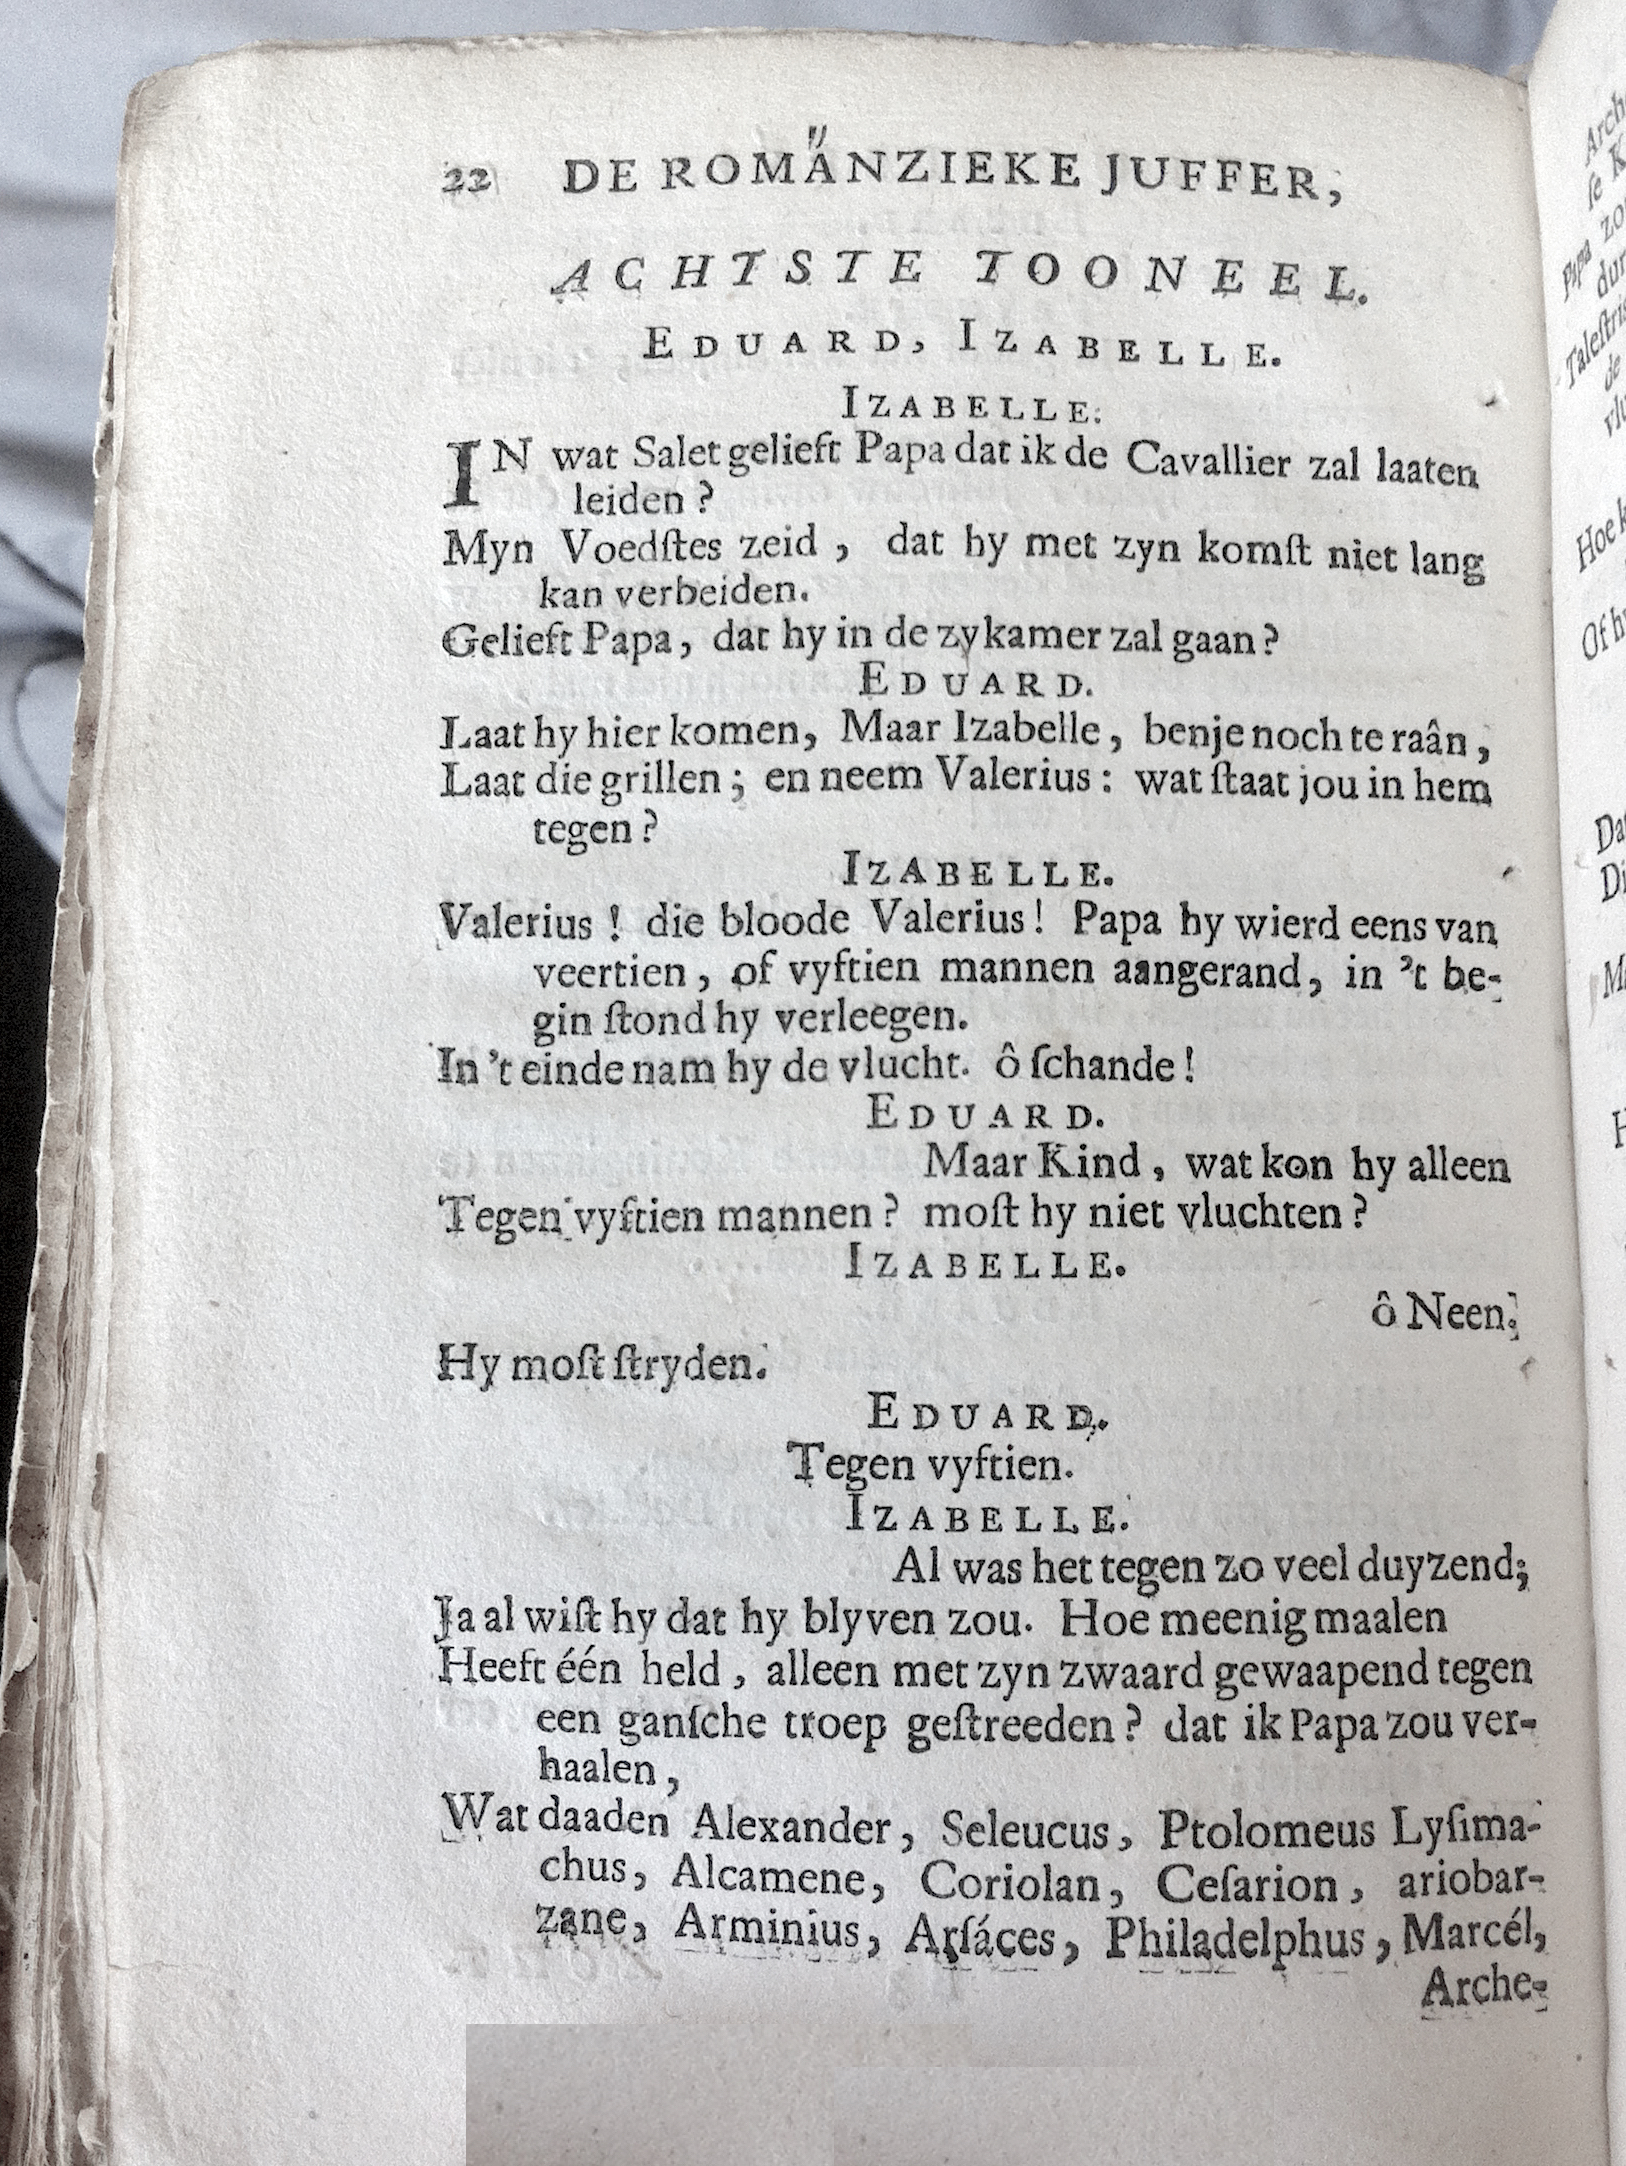 22 DE ROMÄNZIEKE JUFFER,
ACHTSTE TOONEEL.
EDUARD, IZABELLE.
IZABELLE.
IN wat Salet gelieft Papa dat ik de Cavallier zal laaten
leiden?
Myn Voedſtes zeid, dat hy met zyn komſt niet lang
kan verbeiden.
Gelieft Papa, dat hy in de zykamer zal gaan?
EDUARD.
Laat hy hier komen, Maar Izabelle, benje noch te raân,
Laat die grillen; en neem Valerius: wat ſtaat jou in hem
tegen?
IZABELLE.
Valerius! die bloode Valerius! Papa hy wierd eens van
veertien, of vyftien mannen aangerand, in 't be-
gin ſtond hy verleegen.
In 't einde nam hy de vlucht. ô ſchande!
EDUARD.
Maar Kind, wat kon hy alleen
Tegen vyftien mannen? moſt hy niet vluchten?
IZABELLE.
ô Neen.
Hy moſt ſtryden.
EDUARD.
Tegen vyftien.
IZABELLE.
Al was het tegen zo veel duyzend;
Ja al wiſt hy dat hy blyven zou. Hoe meenig maalen
Heeft één held, alleen met zyn zwaard gewaapend tegen
een ganſche troep geſtreeden? dat ik Papa zou ver-
haalen,
Wat daaden Alexander, Seleucus, Ptolomeus Lyſima-
chus, Alcamene, Coriolan, Ceſarion, ariobar-
zane, Arminius, Arſáces, Philadelphus, Marcél,
Arche-